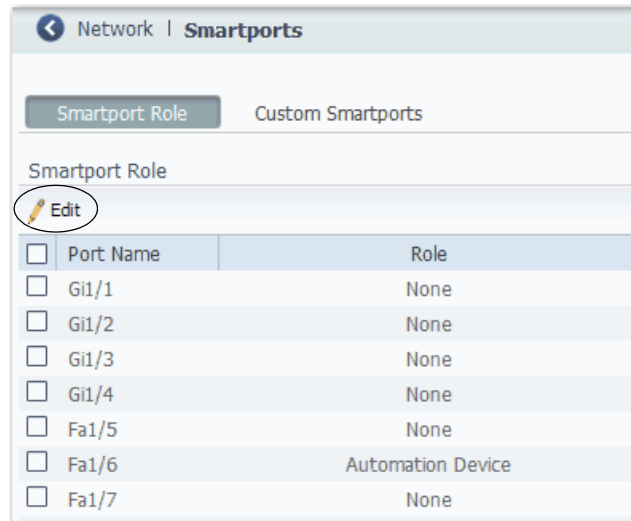 Network | Smartports
Smartport Role Custom Smartports
Smartport Role
Edit
Port Name Role
Gi1/1 None
Gi1/2 None
Gi1/3 None
Gi1/4 None
Fa1/5 None
Fa1/6 Automation Device
Fa1/7 None